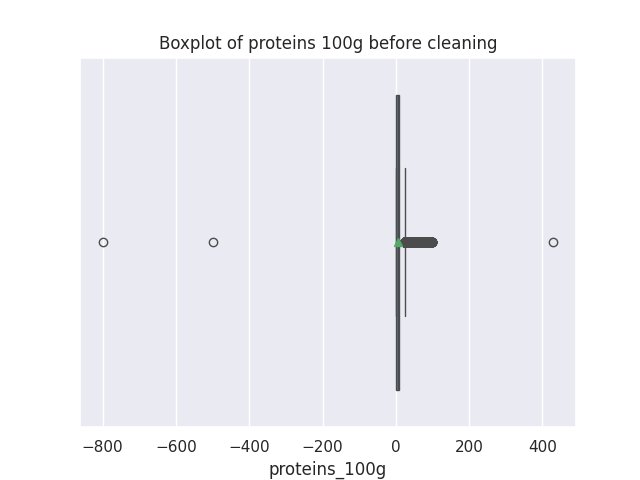 Boxplot of proteins 100g before cleaning
−800 −600 −400 −200 0 200 400
proteins_100g